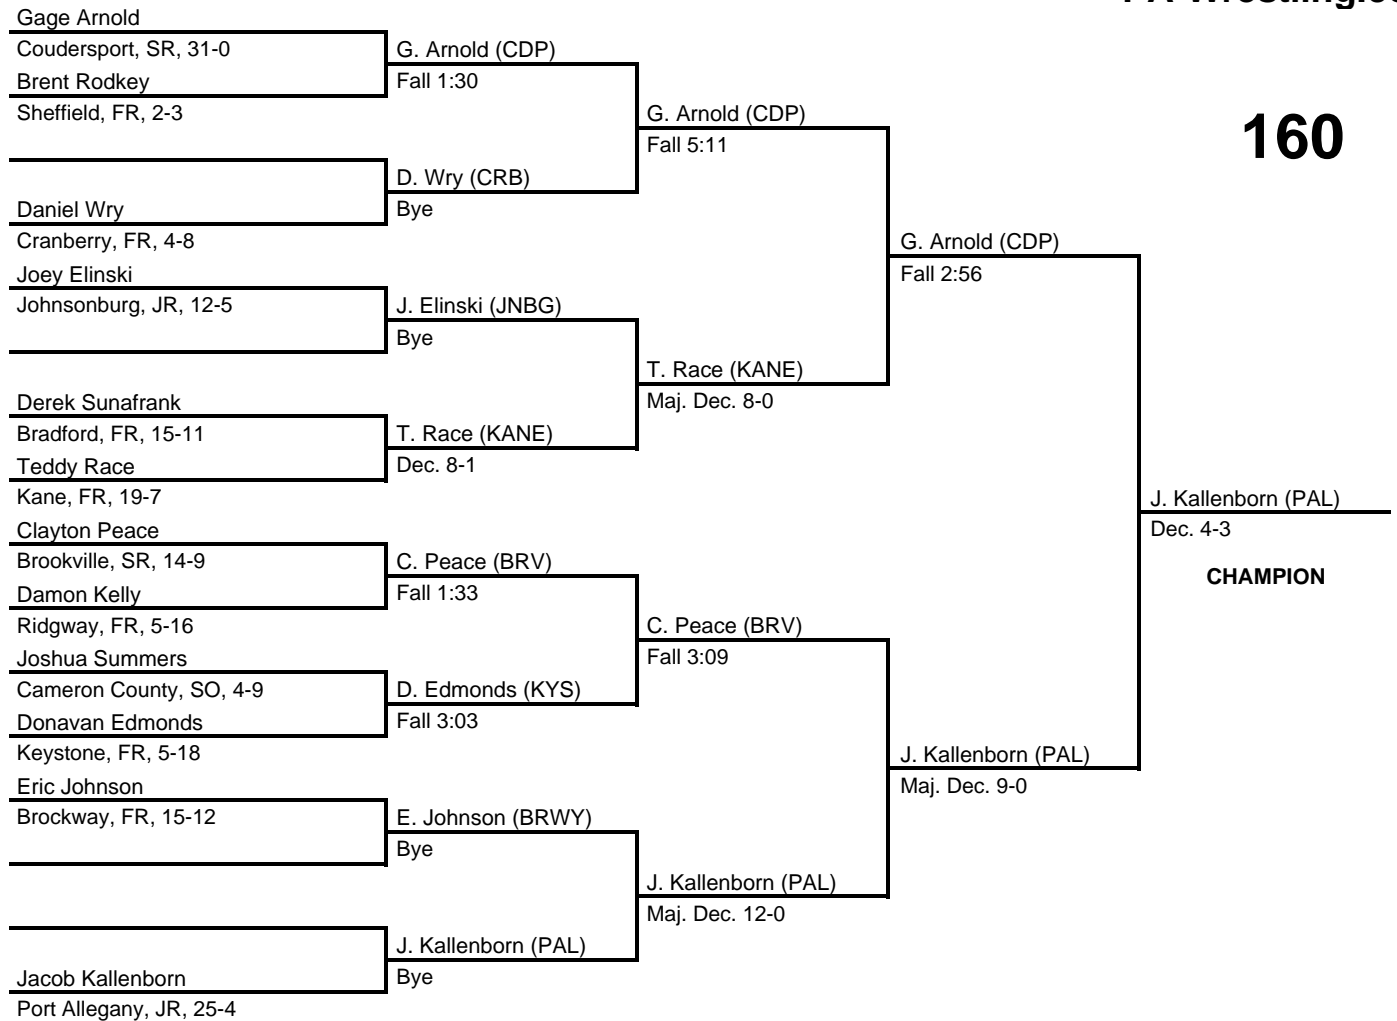 Gage Arnold
Coudersport, SR, 31-0
Brent Rodkey
Sheffield, FR, 2-3
Daniel Wry
Cranberry, FR, 4-8
Joey Elinski
Johnsonburg, JR, 12-5
Derek Sunafrank
Bradford, FR, 15-11
Teddy Race
Kane, FR, 19-7
Clayton Peace
Brookville, SR, 14-9
Damon Kelly
Ridgway, FR, 5-16
Joshua Summers
Cameron County, SO, 4-9
Donavan Edmonds
Keystone, FR, 5-18
Eric Johnson
Brockway, FR, 15-12
Jacob Kallenborn
Port Allegany, JR, 25-4
G. Arnold (CDP)
Fall 1:30
D. Wry (CRB)
Bye
J. Elinski (JNBG)
Bye
T. Race (KANE)
Dec. 8-1
C. Peace (BRV)
Fall 1:33
D. Edmonds (KYS)
Fall 3:03
E. Johnson (BRWY)
Bye
J. Kallenborn (PAL)
Bye
G. Arnold (CDP)
Fall 5:11
T. Race (KANE)
Maj. Dec. 8-0
C. Peace (BRV)
Fall 3:09
J. Kallenborn (PAL)
Maj. Dec. 12-0
G. Arnold (CDP)
Fall 2:56
J. Kallenborn (PAL)
Maj. Dec. 9-0
160
J. Kallenborn (PAL)
Dec. 4-3
CHAMPION